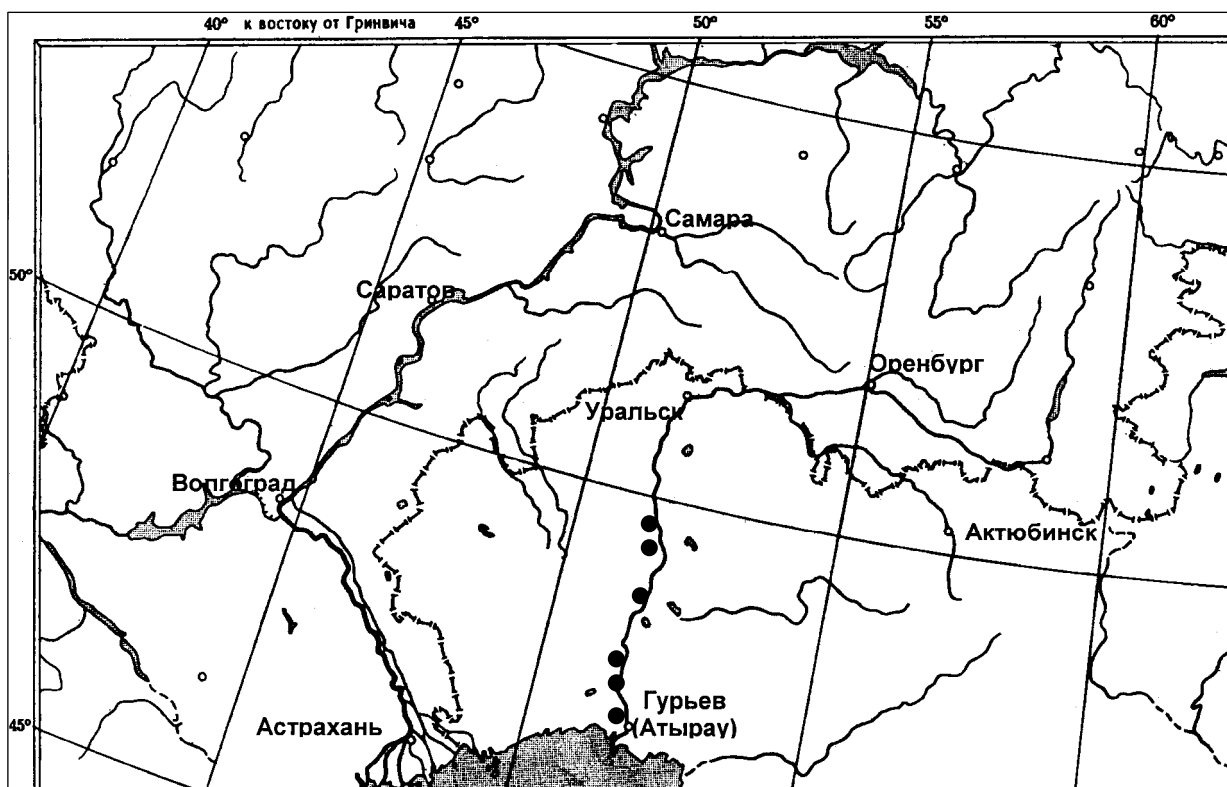 40° к востоку от Гринвича 45° 50° 55° 60°
Самара
50°
Саратов
Оренбург
Уральск
Волгоград
Актюбинск
Гурьев
Астрахань (Атырау)
45°